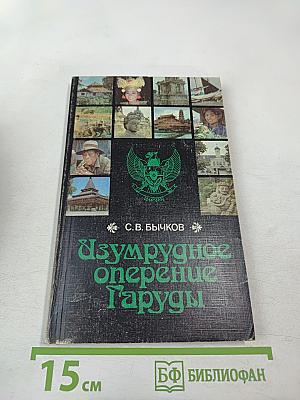 С.В. БЫЧКОВ
Изумрудное
оперение
Гаруды
15 см
БФ БИБЛИОФАН